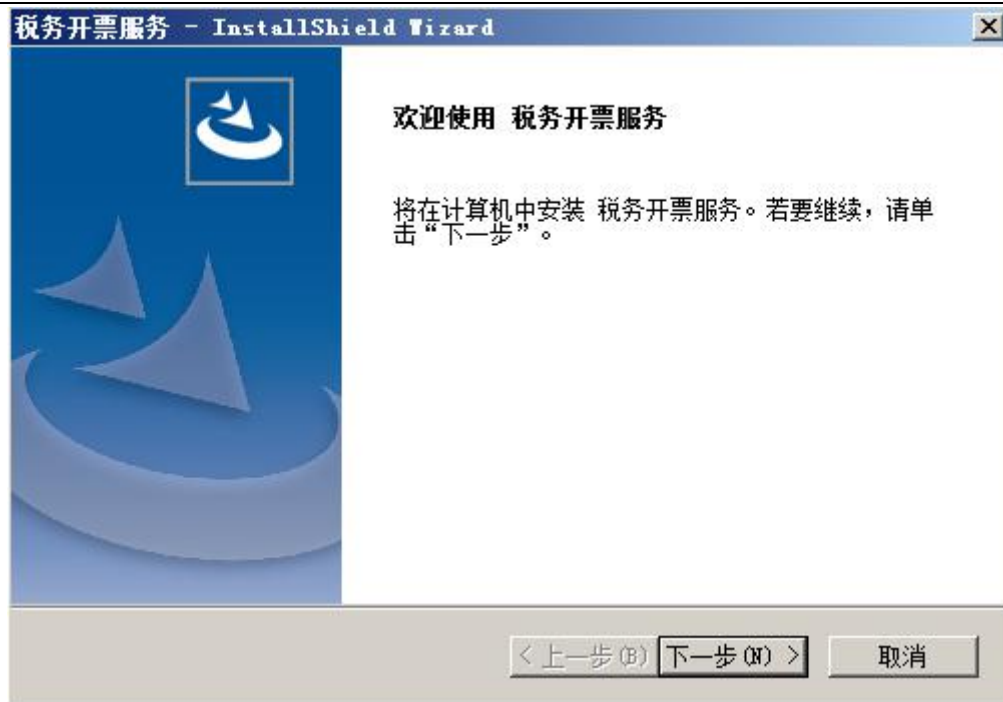 税务开票服务 - InstallShield Wizard
欢迎使用 税务开票服务
将在计算机中安装 税务开票服务。若要继续，请单
击“下一步”。
< 上一步(B) 下一步(N) > 取消